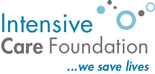 Intensive
Care Foundation
...we save lives